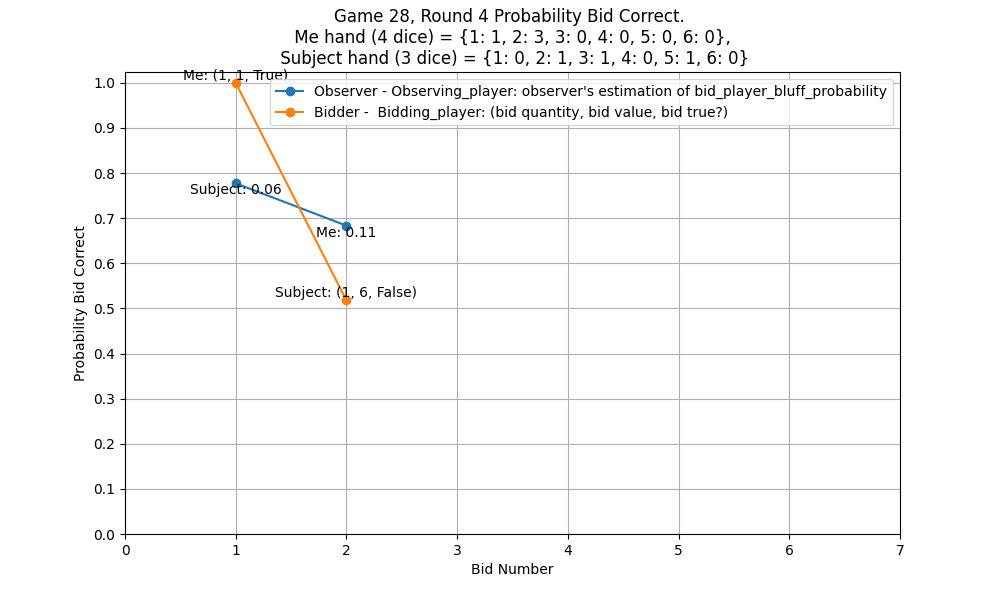 Game 28, Round 4 Probability Bid Correct.
Me hand (4 dice) = {1: 1, 2: 3, 3: 0, 4: 0, 5: 0, 6: 0},
Subject hand (3 dice) = {1: 0, 2: 1, 3: 1, 4: 0, 5: 1, 6: 0}
Me: (1, 1, True)
Observer - Observing_player: observer's estimation of bid_player_bluff_probability
Bidder -  Bidding_player: (bid quantity, bid value, bid true?)
Subject: 0.06
Me: 0.11
Subject: (1, 6, False)
Probability Bid Correct
1.0
0.9
0.8
0.7
0.6
0.5
0.4
0.3
0.2
0.1
0.0
0 1 2 3 4 5 6 7
Bid Number